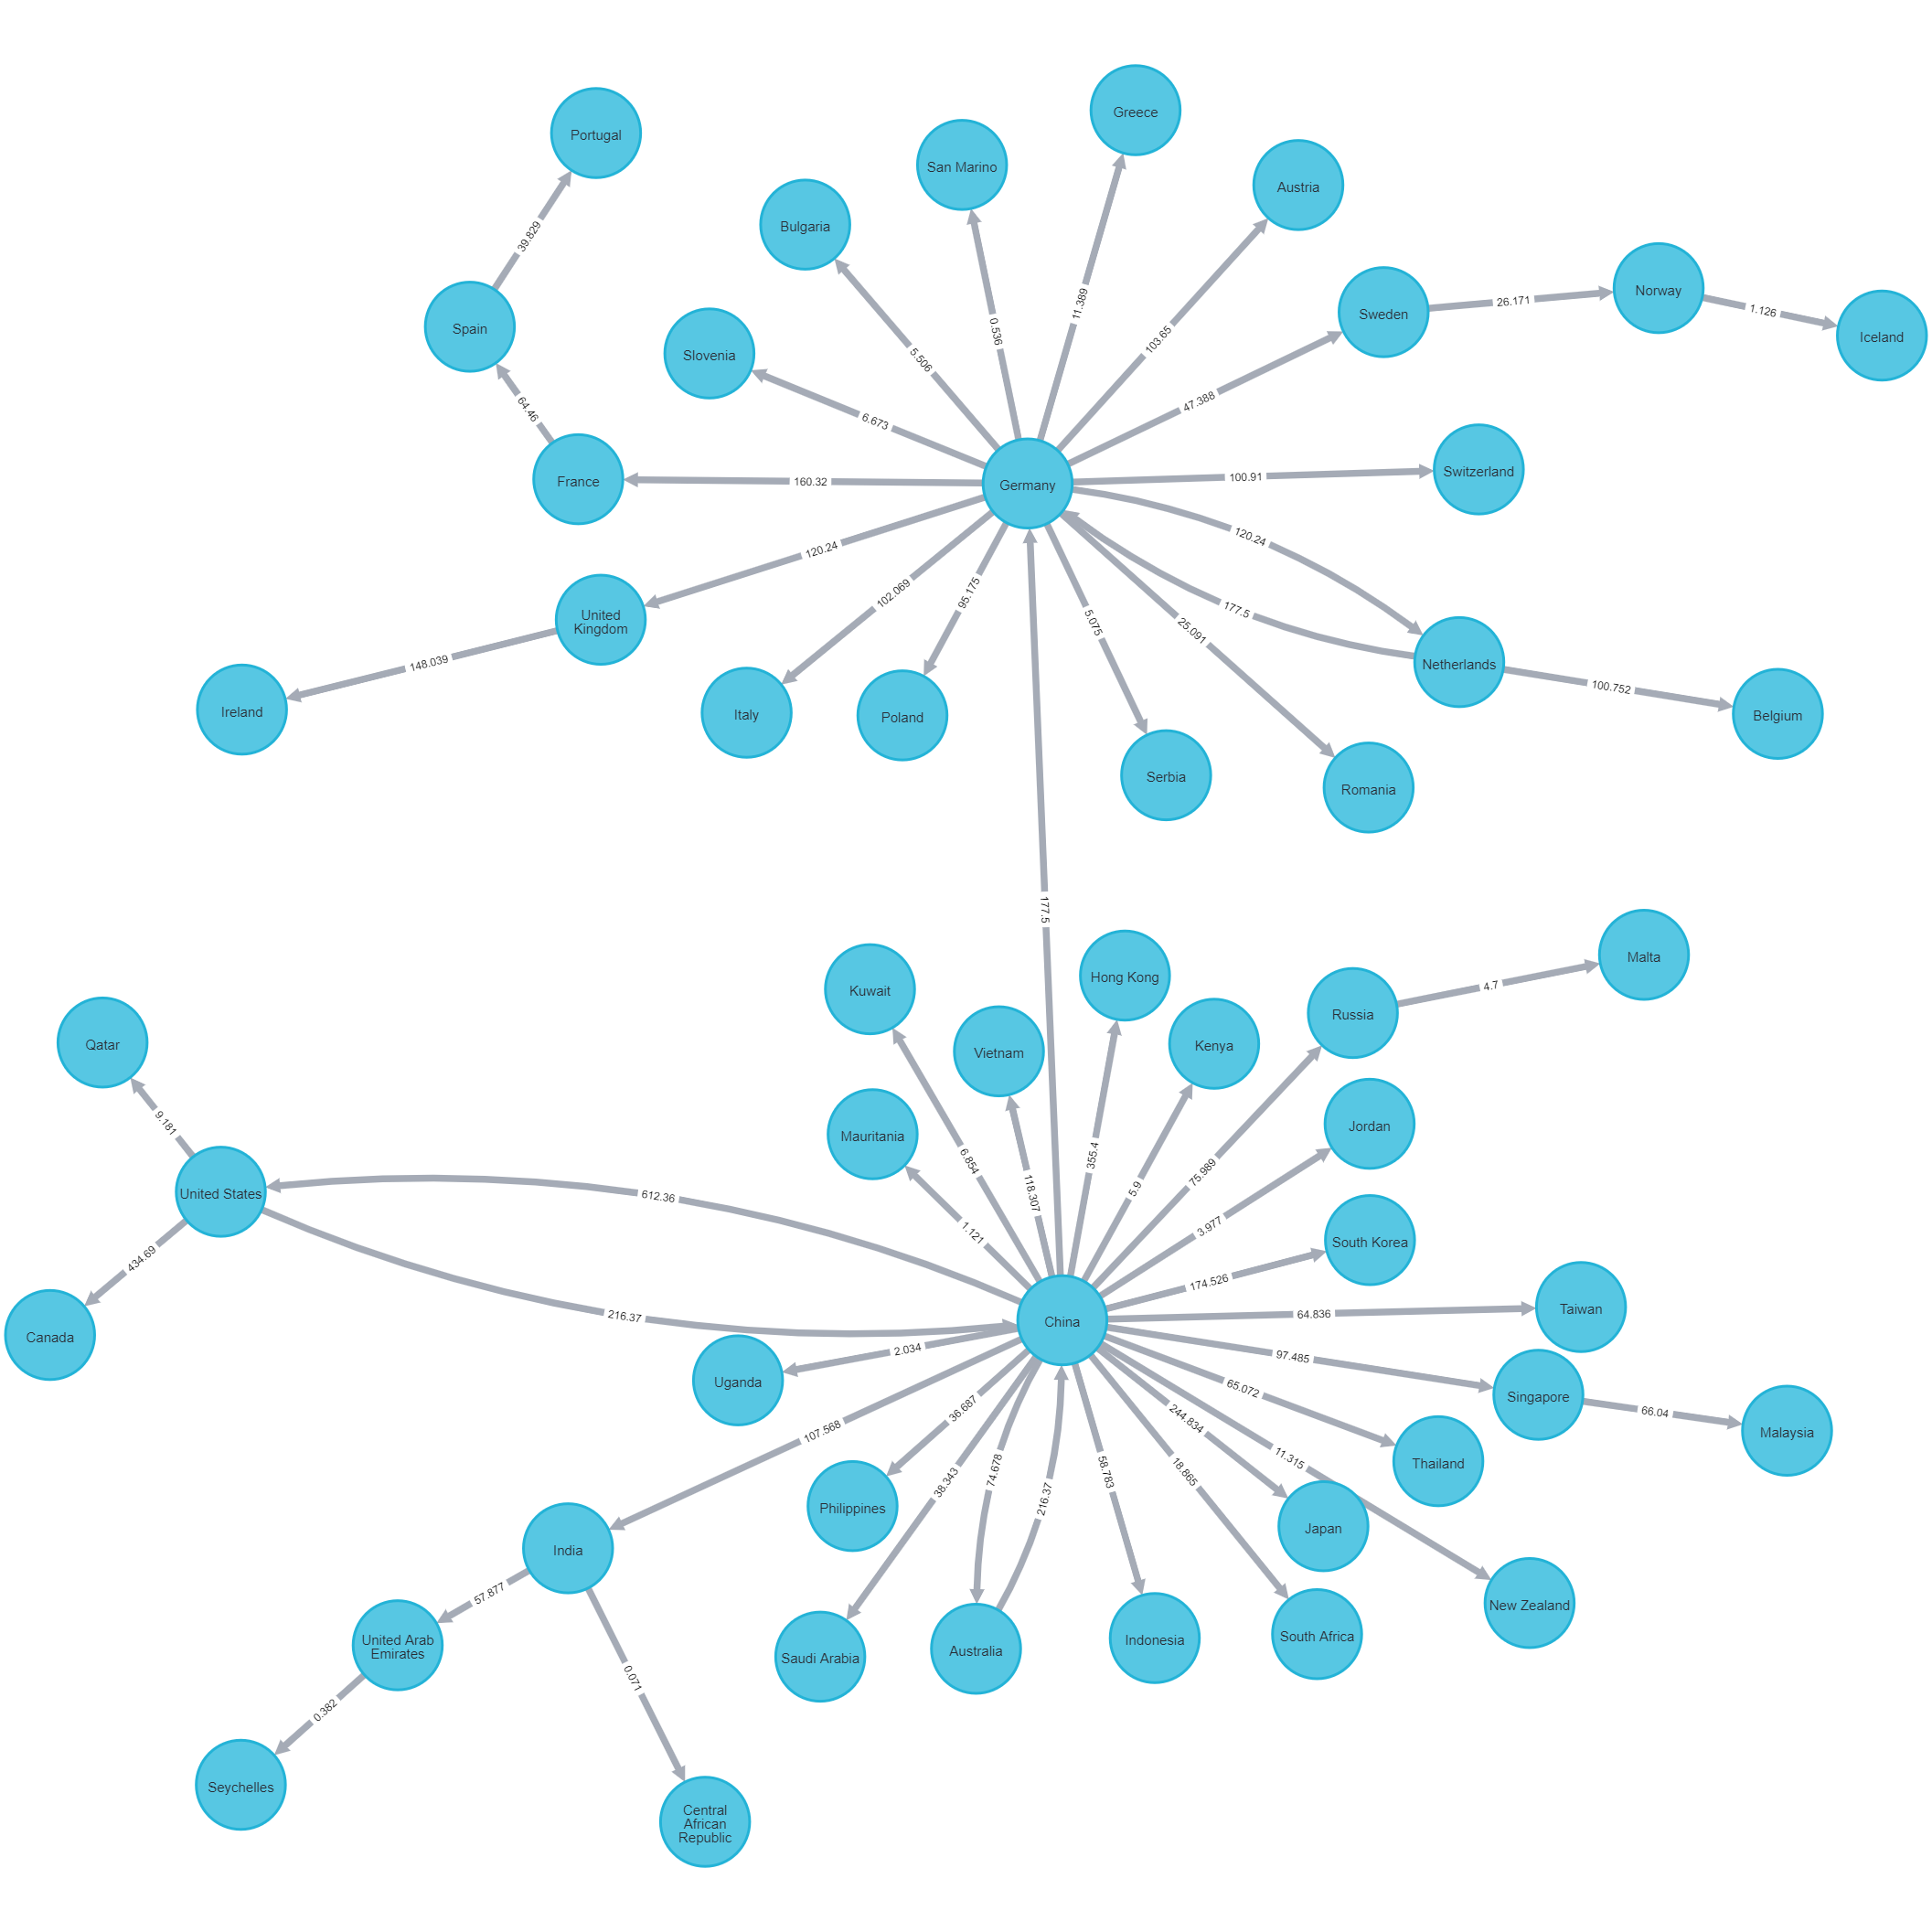 Greece
Portugal
San Marino
Austria
Bulgaria
39.829
Norway
Sweden
26.171
1.126
11.389
Spain
0.536
Iceland
103.65
Slovenia
5.506
64.46
47.388
6.673
Switzerland
France
160.32
Germany
100.91
120.24
120.24
102.069
95.175
177.5
United
Kingdom
5.075
25.091
148.039
Netherlands
100.752
Ireland
Italy
Poland
Belgium
Serbia
Romania
177.5
Malta
Hong Kong
4.7
Kuwait
Russia
Qatar
Vietnam
Kenya
9.181
Jordan
Mauritania
355.4
6.854
75.989
5.9
118.307
United States
612.36
1.121
3.977
South Korea
434.69
174.526
216.37
64.836
Taiwan
Canada
China
2.034
97.485
Uganda
65.072
Singapore
36.687
244.834
66.04
107.568
Malaysia
11.315
Thailand
74.678
58.783
18.865
38.343
216.37
Philippines
Japan
India
57.877
New Zealand
United Arab
Emirates
Saudi Arabia
Australia
Indonesia
South Africa
0.071
0.382
Seychelles
Central
African
Republic